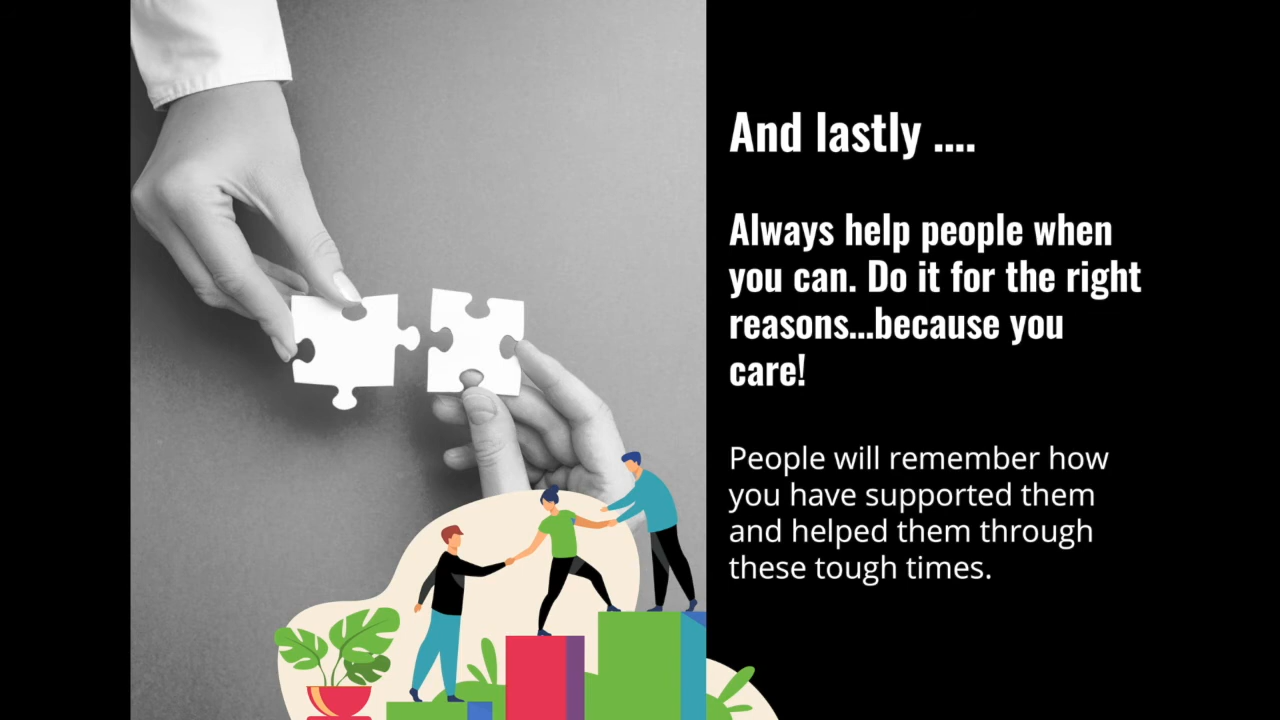 And lastly ....
Always help people when
you can. Do it for the right
reasons...because you
care!
People will remember how
you have supported them
and helped them through
these tough times.